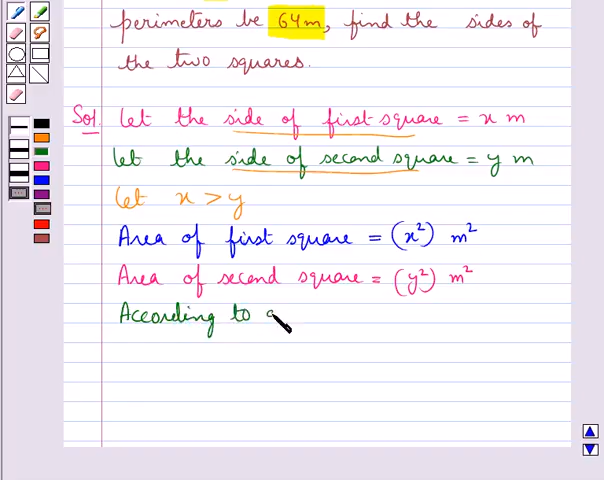 perimeters be 64m, find the sides of
the two squares.
Sol. Let the side of first square = x m
Let the side of second square = y m
Let x > y
Area of first square = (x²) m²
Area of second square = (y²) m²
According to